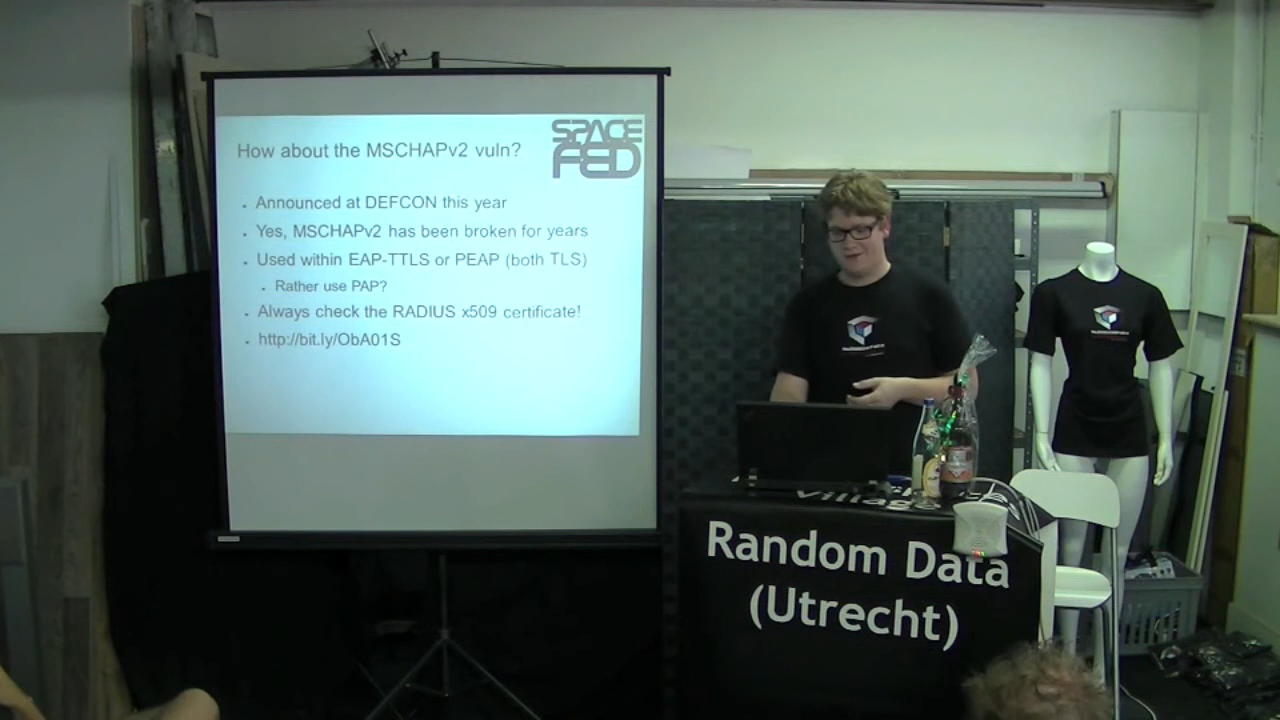 SPACE
FED
How about the MSCHAPv2 vuln?
Announced at DEFCON this year
Yes, MSCHAPv2 has been broken for years
Used within EAP-TTLS or PEAP (both TLS)
Rather use PAP?
Always check the RADIUS x509 certificate!
http://bit.ly/ObA01S
Random Data
(Utrecht)